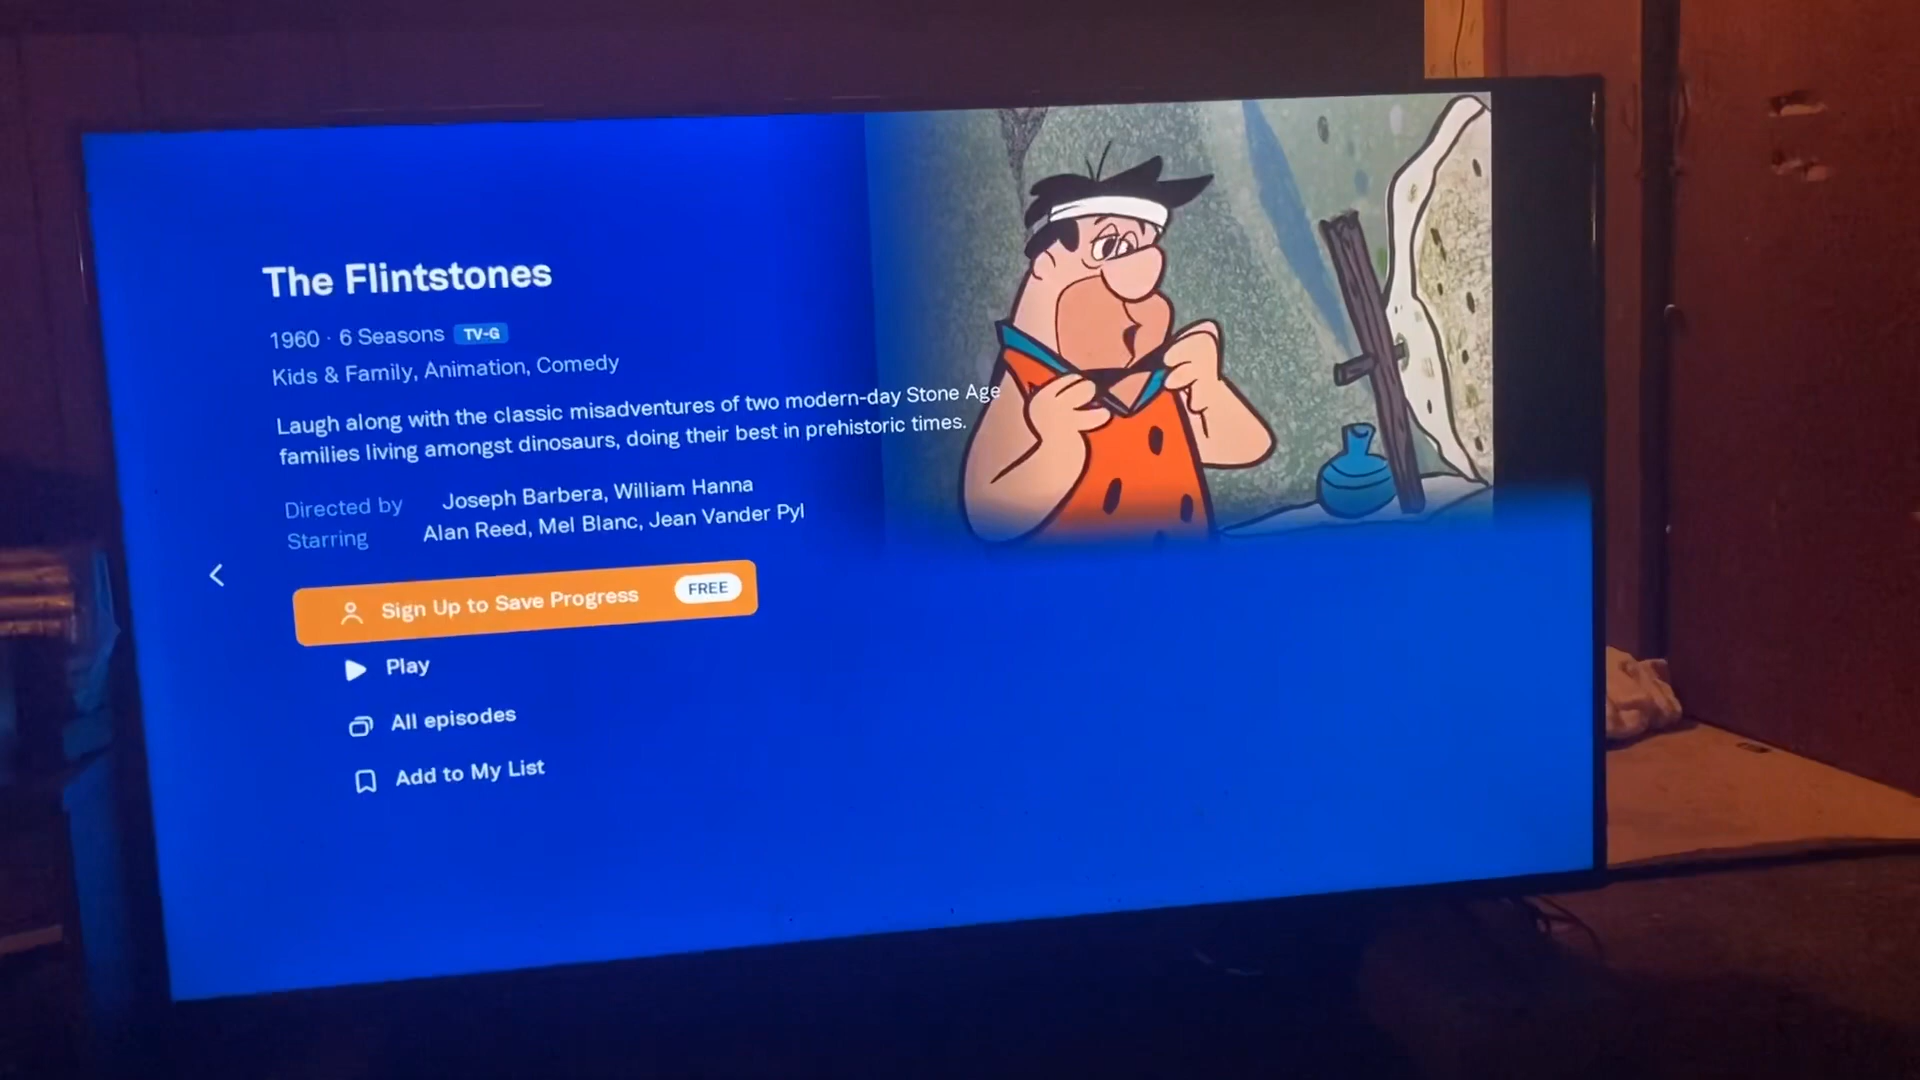 The Flintstones
1960 · 6 Seasons TV-G
Kids & Family, Animation, Comedy
Laugh along with the classic misadventures of two modern-day Stone Age
families living amongst dinosaurs, doing their best in prehistoric times.
Directed by Joseph Barbera, William Hanna
Starring Alan Reed, Mel Blanc, Jean Vander Pyl
Sign Up to Save Progress FREE
Play
All episodes
Add to My List